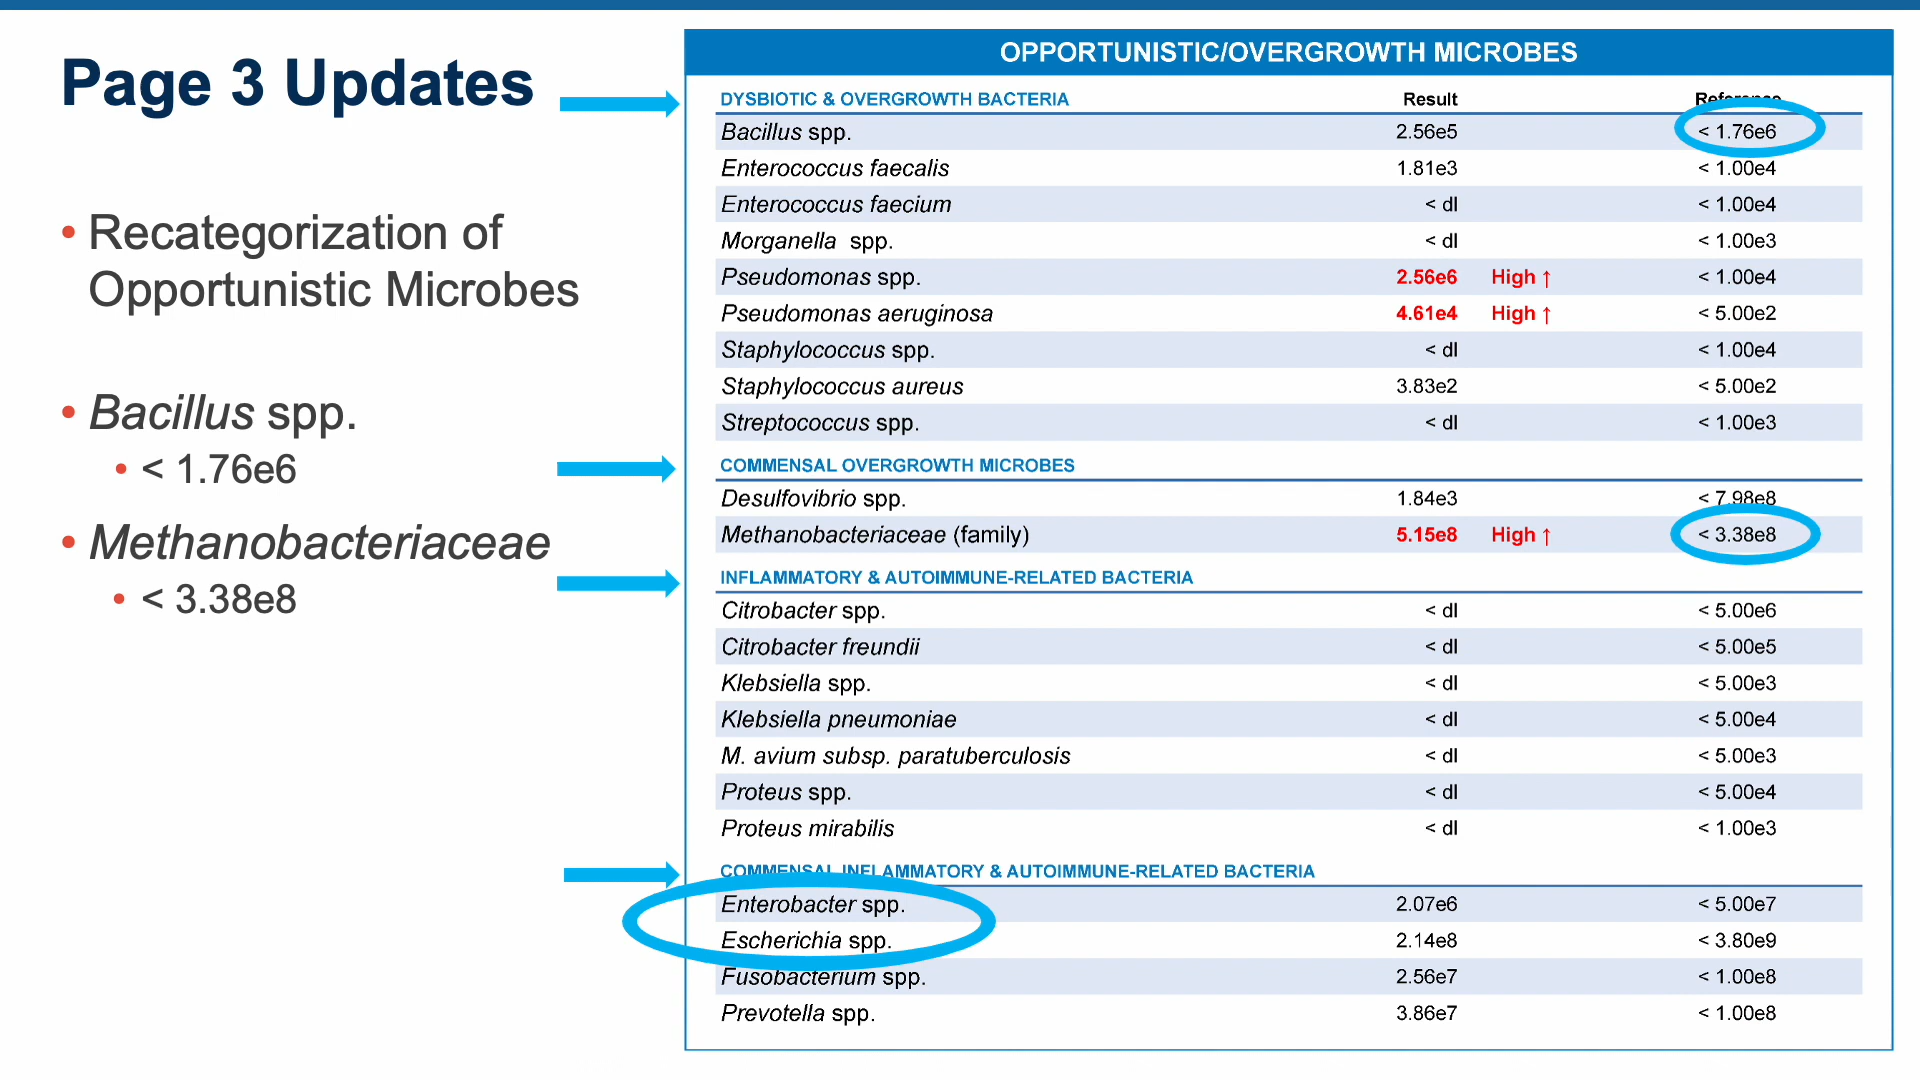 Page 3 Updates
• Recategorization of
Opportunistic Microbes
• Bacillus spp.
• < 1.76e6
• Methanobacteriaceae
• < 3.38e8
OPPORTUNISTIC/OVERGROWTH MICROBES
DYSBIOTIC & OVERGROWTH BACTERIA Result Reference
Bacillus spp. 2.56e5 < 1.76e6
Enterococcus faecalis 1.81e3 < 1.00e4
Enterococcus faecium < dl < 1.00e4
Morganella spp. < dl < 1.00e3
Pseudomonas spp. 2.56e6 High ↑ < 1.00e4
Pseudomonas aeruginosa 4.61e4 High ↑ < 5.00e2
Staphylococcus spp. < dl < 1.00e4
Staphylococcus aureus 3.83e2 < 5.00e2
Streptococcus spp. < dl < 1.00e3
COMMENSAL OVERGROWTH MICROBES
Desulfovibrio spp. 1.84e3 < 7.98e8
Methanobacteriaceae (family) 5.15e8 High ↑ < 3.38e8
INFLAMMATORY & AUTOIMMUNE-RELATED BACTERIA
Citrobacter spp. < dl < 5.00e6
Citrobacter freundii < dl < 5.00e5
Klebsiella spp. < dl < 5.00e3
Klebsiella pneumoniae < dl < 5.00e4
M. avium subsp. paratuberculosis < dl < 5.00e3
Proteus spp. < dl < 5.00e4
Proteus mirabilis < dl < 1.00e3
COMMENSAL INFLAMMATORY & AUTOIMMUNE-RELATED BACTERIA
Enterobacter spp. 2.07e6 < 5.00e7
Escherichia spp. 2.14e8 < 3.80e9
Fusobacterium spp. 2.56e7 < 1.00e8
Prevotella spp. 3.86e7 < 1.00e8